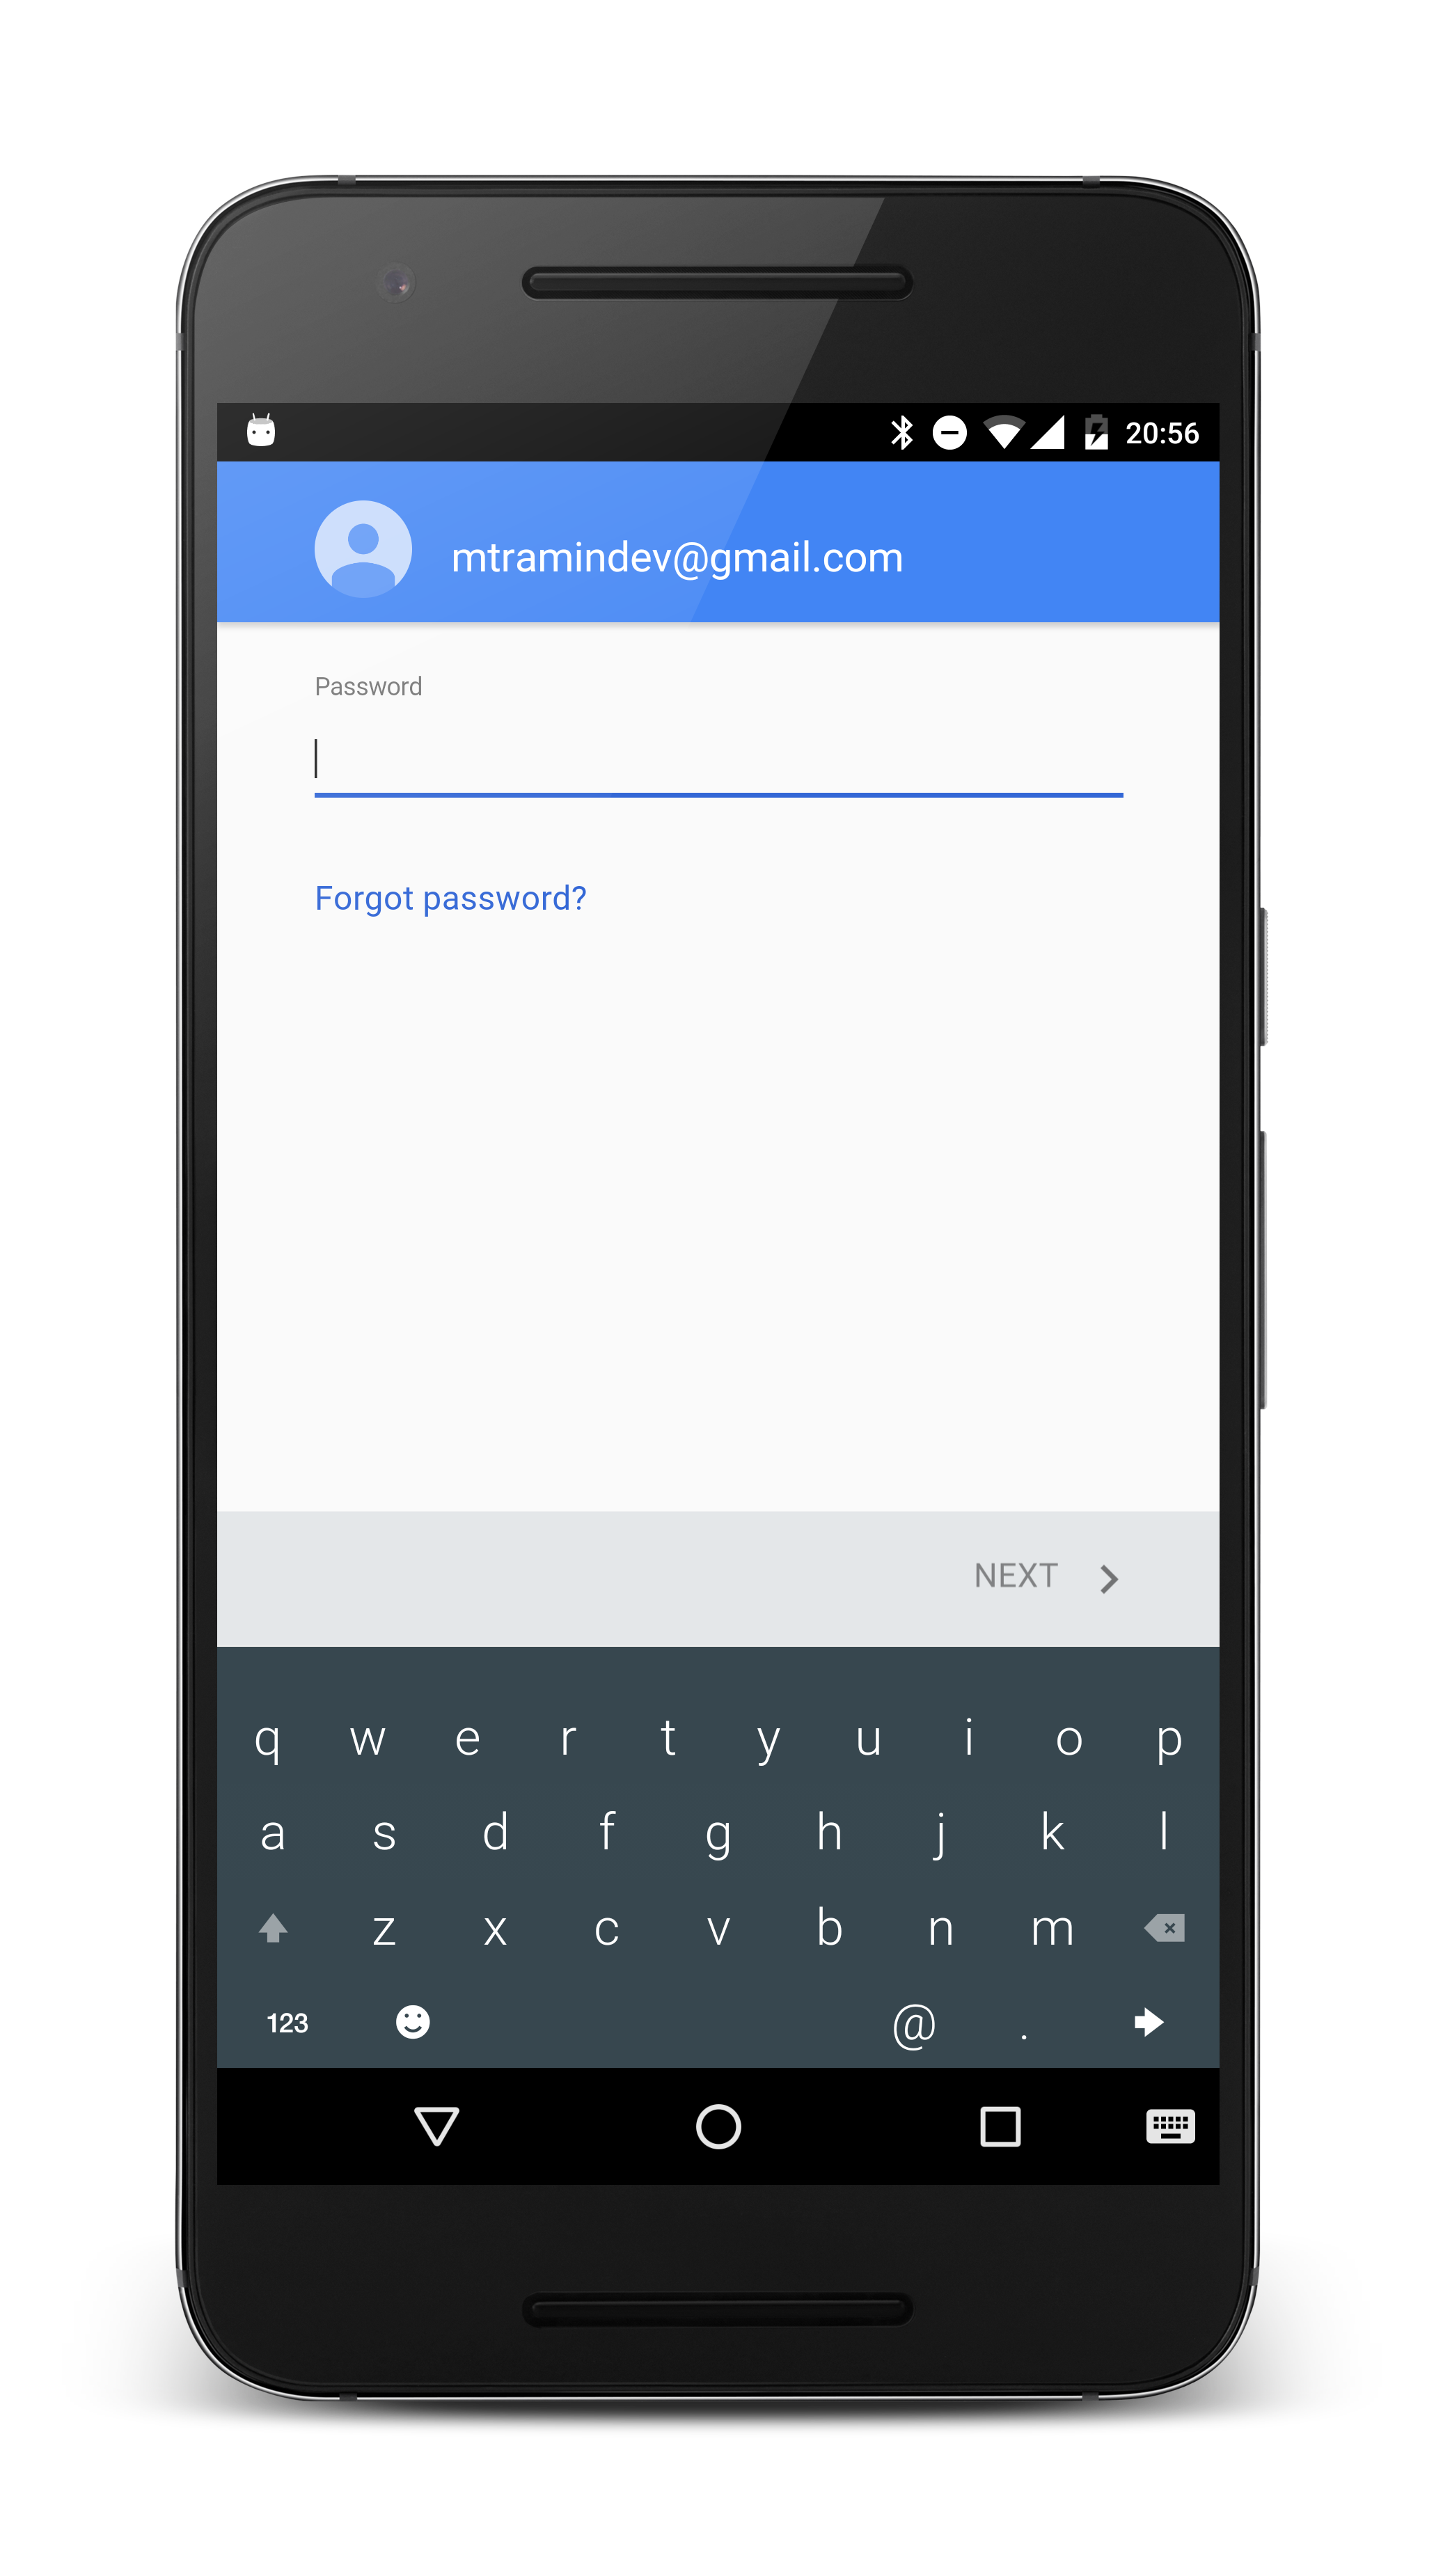 20:56
mtramindev@gmail.com
Password
Forgot password?
NEXT
q w e r t y u i o p
a s d f g h j k l
z x c v b n m
123 @ .